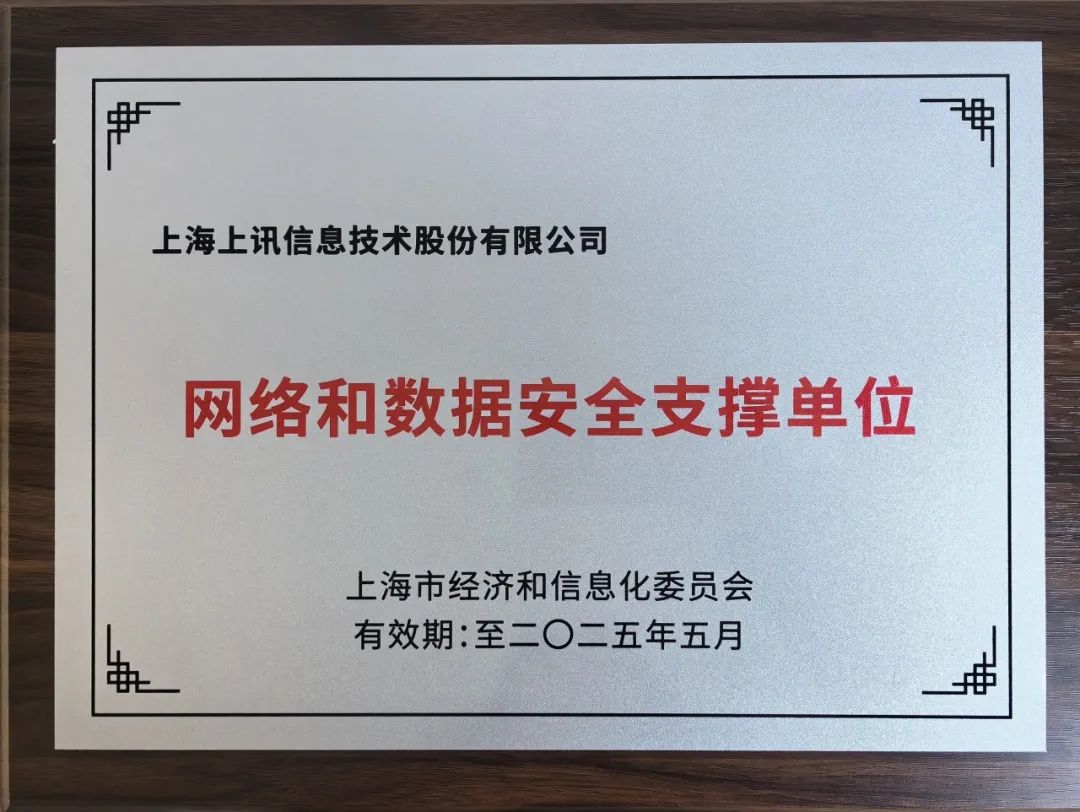 上海上讯信息技术股份有限公司
网络和数据安全支撑单位
上海市经济和信息化委员会
有效期：至二〇二五年五月